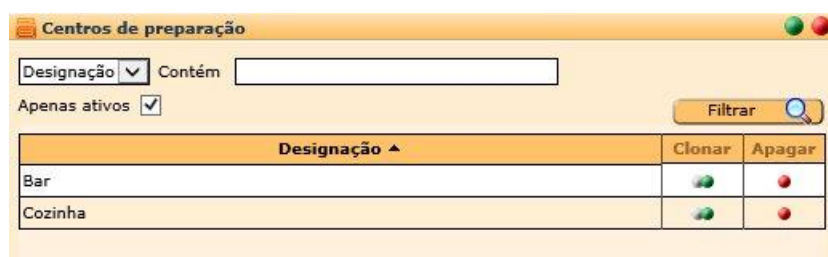 Centros de preparação
Designação Contém
Apenas ativos
Filtrar
Designação Clonar Apagar
Bar
Cozinha